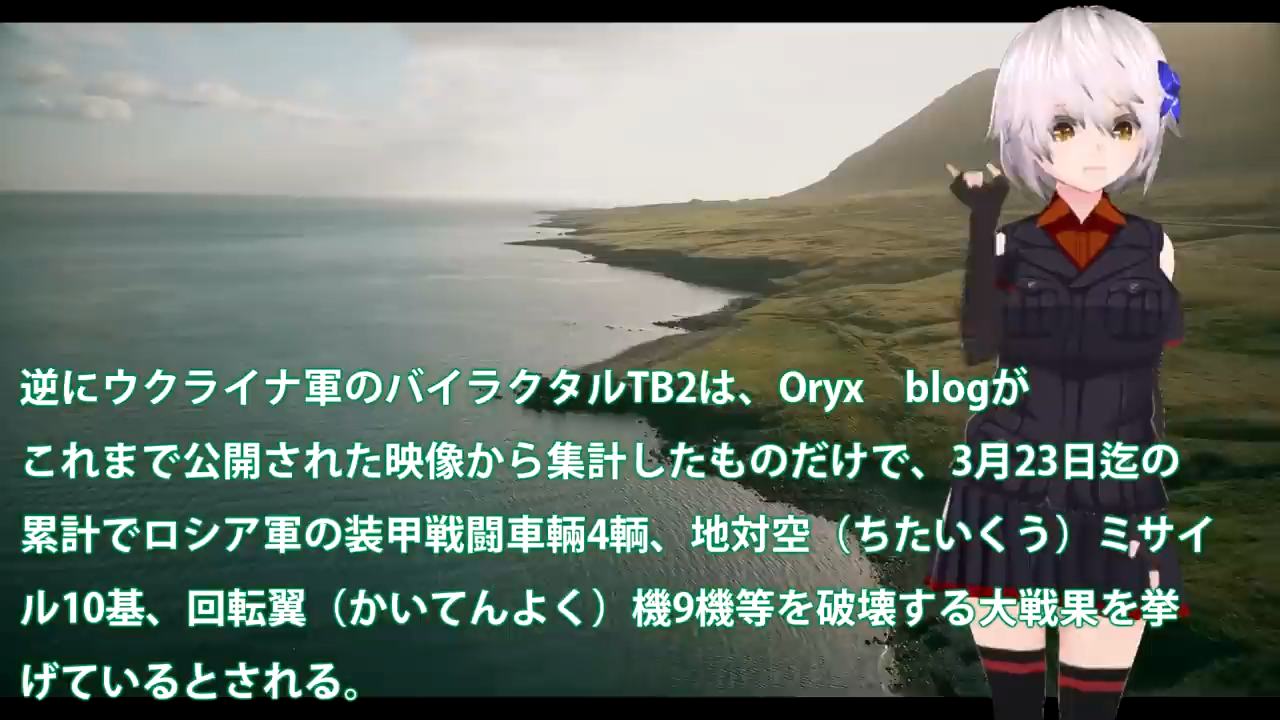 逆にウクライナ軍のバイラクタルTB2は、Oryx　blogが
これまで公開された映像から集計したものだけで、3月23日迄の
累計でロシア軍の装甲戦闘車輛4輌、地対空（ちたいくう）ミサイ
ル10基、回転翼（かいてんよく）機9機等を破壊する大戦果を挙
げているとされる。